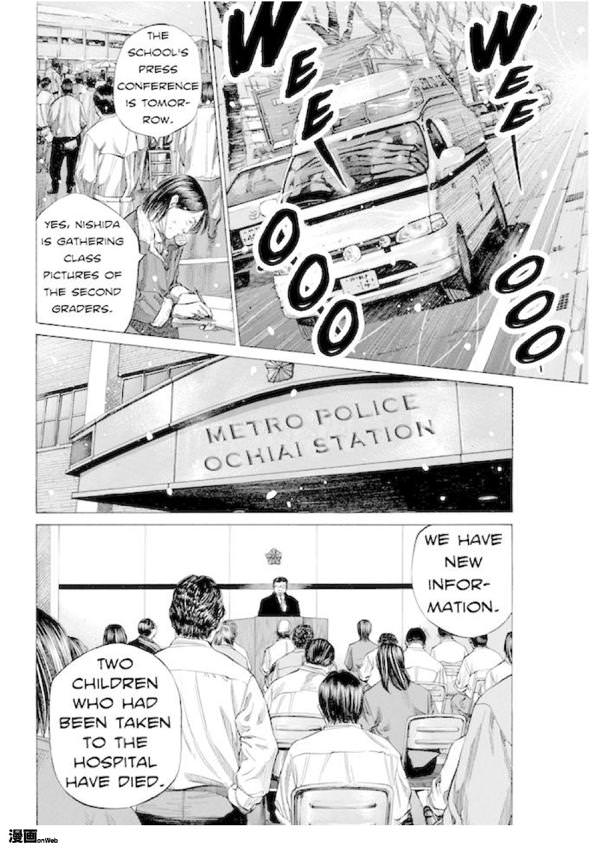 THE
SCHOOL'S
PRESS
CONFERENCE
IS TOMOR-
ROW.
WEEE
WEEE
OOO
OOO
YES, NISHIDA
IS GATHERING
CLASS
PICTURES OF
THE SECOND
GRADERS.
METRO POLICE
OCHIAI STATION
WE HAVE
NEW
INFOR-
MATION.
TWO
CHILDREN
WHO HAD
BEEN TAKEN
TO THE
HOSPITAL
HAVE DIED.
漫画onWeb